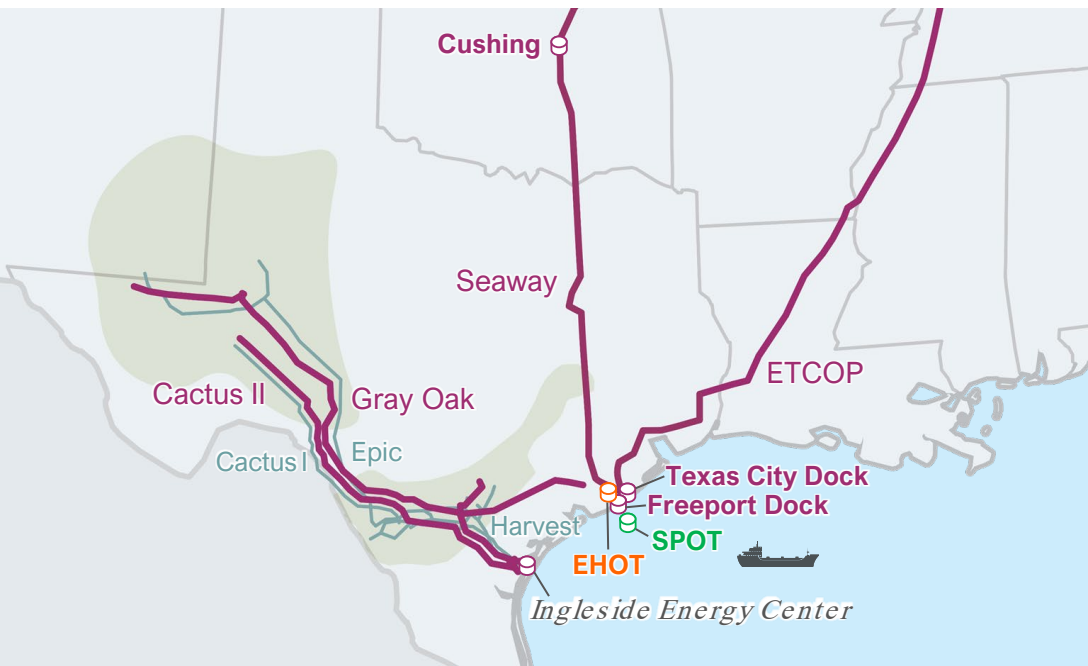 Cushing
Seaway
ETCOP
Cactus II
Gray Oak
Cactus I
Epic
Texas City Dock
Freeport Dock
Harvest
SPOT
EHOT
Ingleside Energy Center